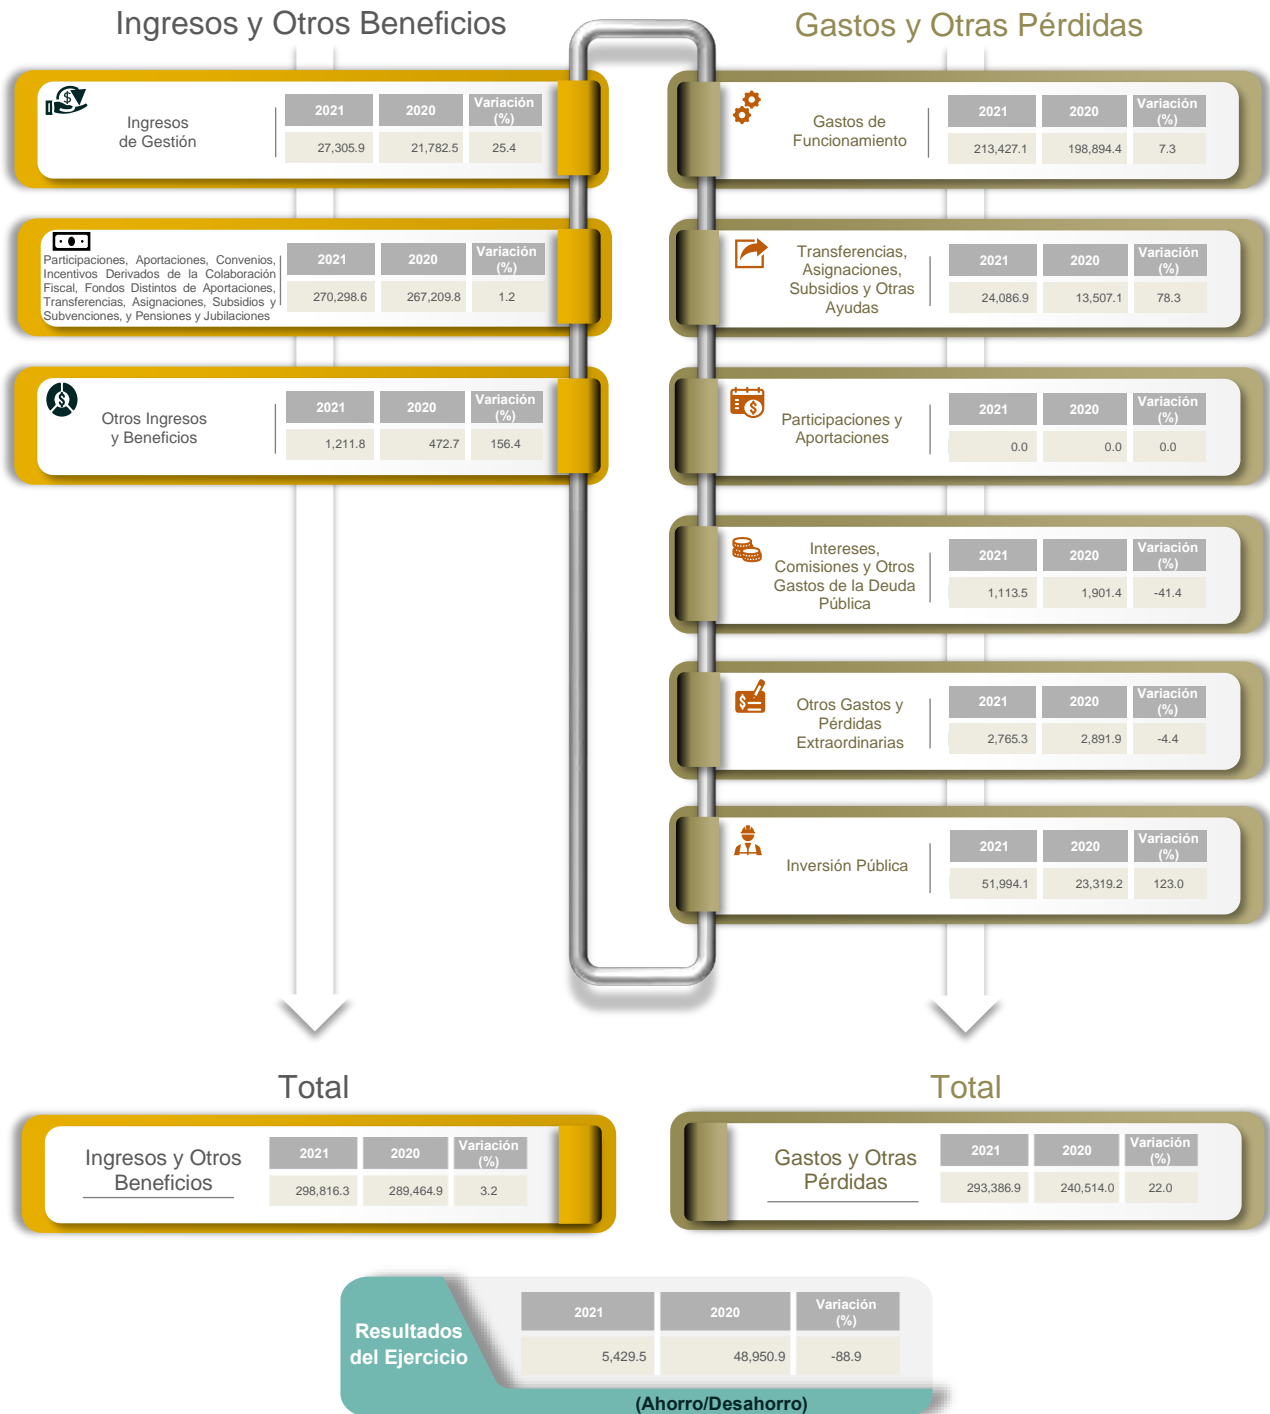 Ingresos y Otros Beneficios
Ingresos
de Gestión
2021 2020 Variación (%)
27,305.9 21,782.5 25.4
Participaciones, Aportaciones, Convenios,
Incentivos Derivados de la Colaboración
Fiscal, Fondos Distintos de Aportaciones,
Transferencias, Asignaciones, Subsidios y
Subvenciones, y Pensiones y Jubilaciones
2021 2020 Variación (%)
270,298.6 267,209.8 1.2
Otros Ingresos
y Beneficios
2021 2020 Variación (%)
1,211.8 472.7 156.4
Total
Ingresos y Otros
Beneficios
2021 2020 Variación (%)
298,816.3 289,464.9 3.2
Gastos y Otras Pérdidas
Gastos de
Funcionamiento
2021 2020 Variación (%)
213,427.1 198,894.4 7.3
Transferencias,
Asignaciones,
Subsidios y Otras
Ayudas
2021 2020 Variación (%)
24,086.9 13,507.1 78.3
Participaciones y
Aportaciones
2021 2020 Variación (%)
0.0 0.0 0.0
Intereses,
Comisiones y Otros
Gastos de la Deuda
Pública
2021 2020 Variación (%)
1,113.5 1,901.4 -41.4
Otros Gastos y
Pérdidas
Extraordinarias
2021 2020 Variación (%)
2,765.3 2,891.9 -4.4
Inversión Pública
2021 2020 Variación (%)
51,994.1 23,319.2 123.0
Total
Gastos y Otras
Pérdidas
2021 2020 Variación (%)
293,386.9 240,514.0 22.0
Resultados
del Ejercicio
2021 2020 Variación (%)
5,429.5 48,950.9 -88.9
(Ahorro/Desahorro)